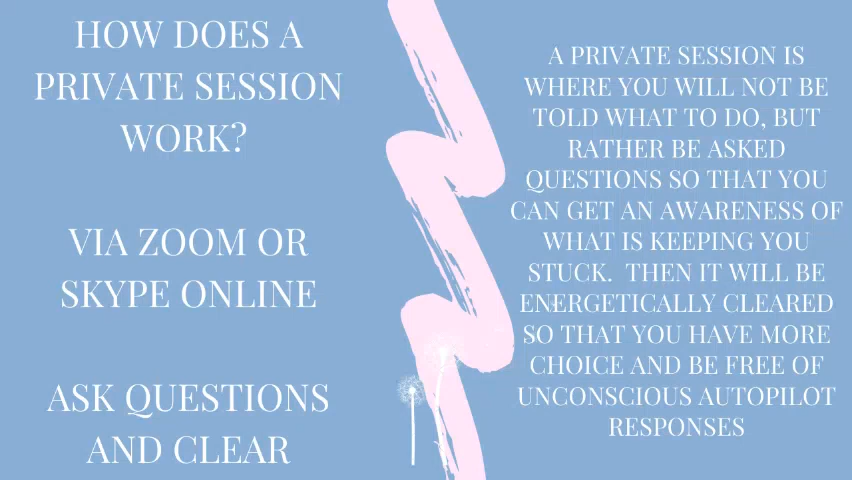 HOW DOES A
PRIVATE SESSION
WORK?
VIA ZOOM OR
SKYPE ONLINE
ASK QUESTIONS
AND CLEAR
A PRIVATE SESSION IS
WHERE YOU WILL NOT BE
TOLD WHAT TO DO, BUT
RATHER BE ASKED
QUESTIONS SO THAT YOU
CAN GET AN AWARENESS OF
WHAT IS KEEPING YOU
STUCK. THEN IT WILL BE
ENERGETICALLY CLEARED
SO THAT YOU HAVE MORE
CHOICE AND BE FREE OF
UNCONSCIOUS AUTOPILOT
RESPONSES